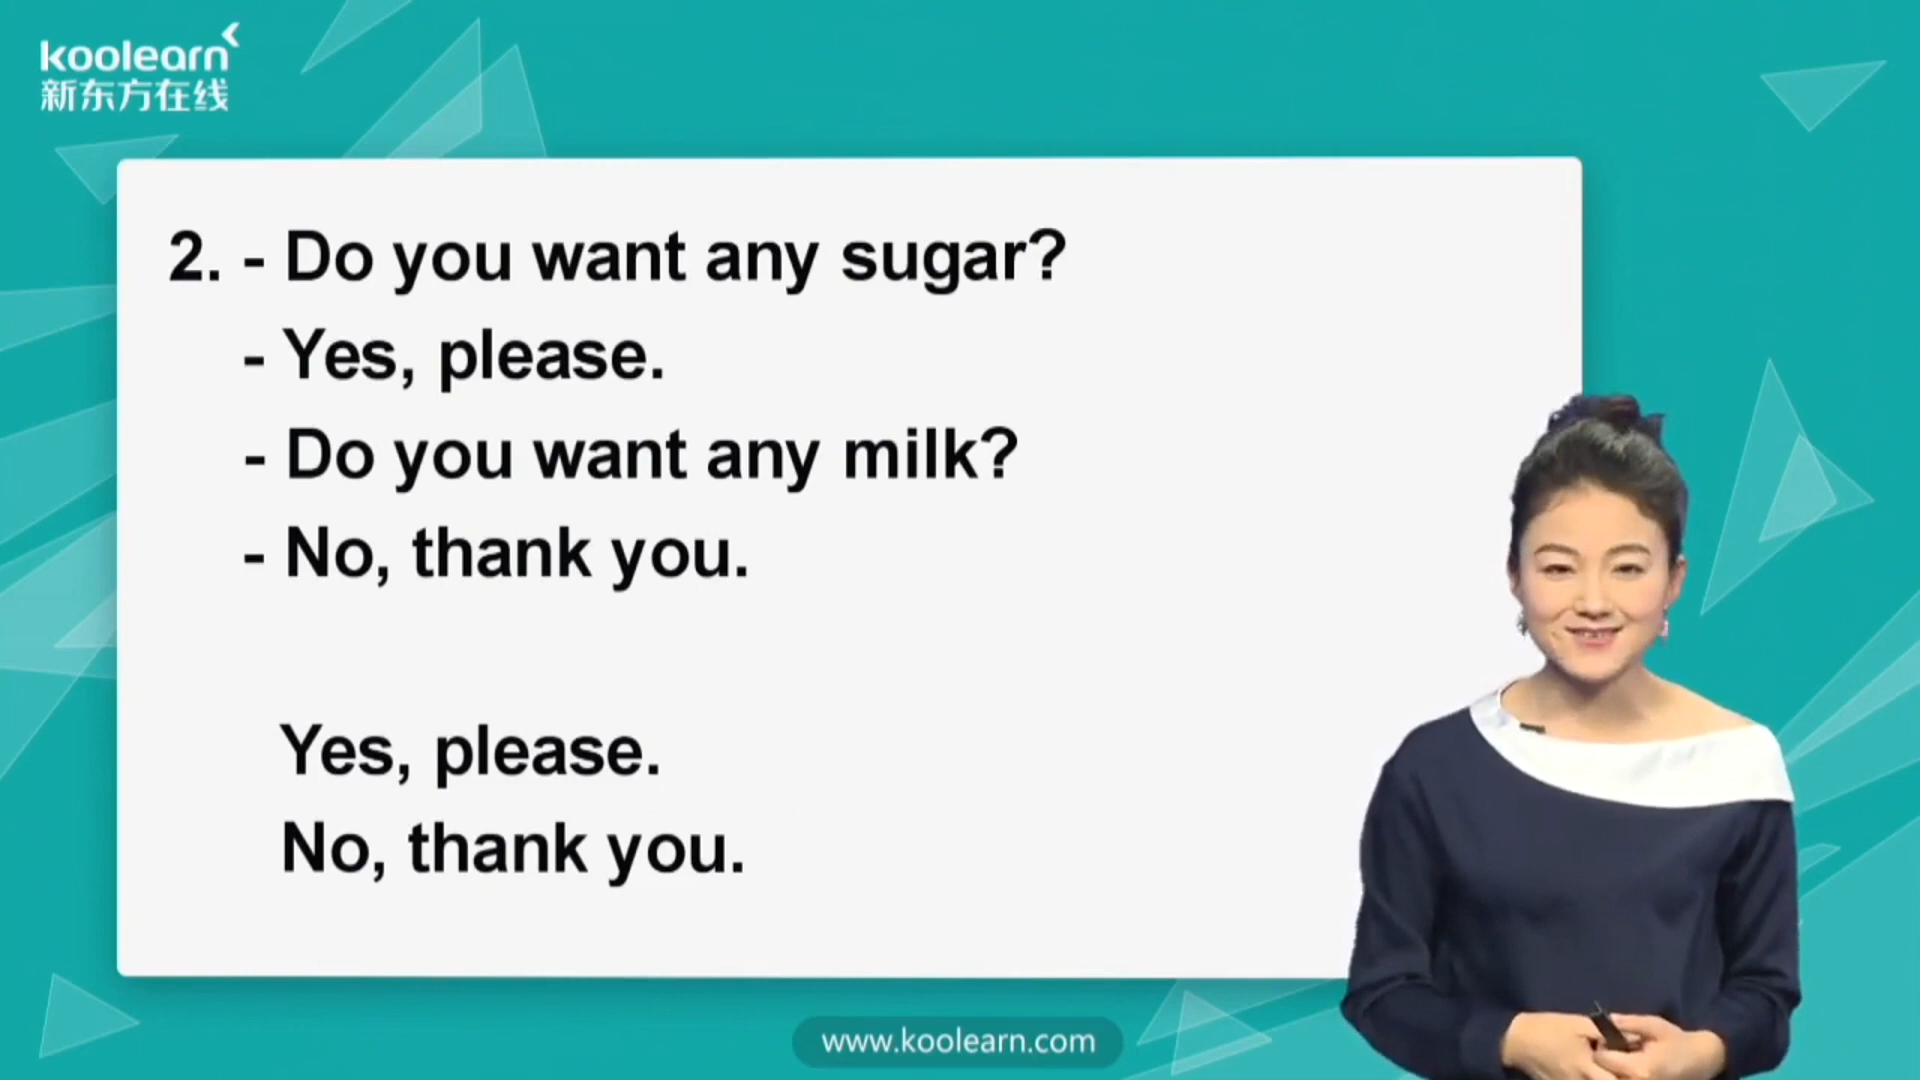 koolearn
新东方在线
2. - Do you want any sugar?
- Yes, please.
- Do you want any milk?
- No, thank you.
Yes, please.
No, thank you.
www.koolearn.com